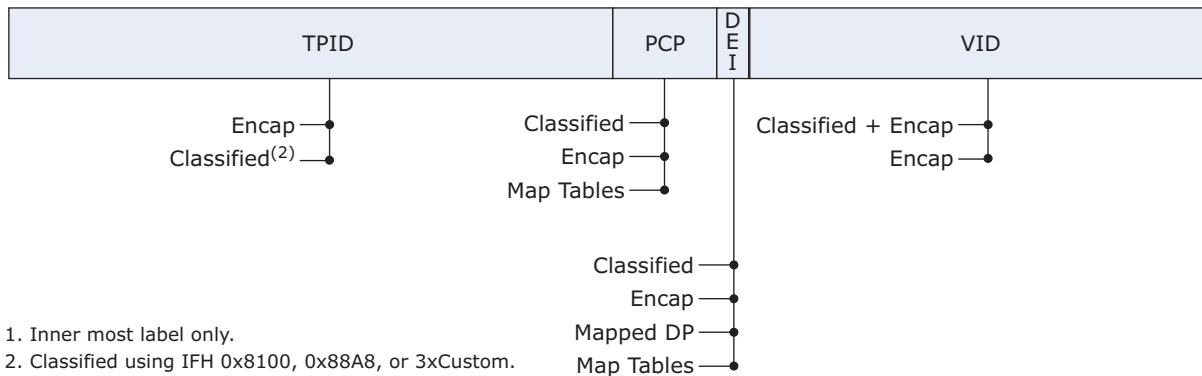 TPID
PCP
DEI
VID
Encap
Classified(2)
Classified
Encap
Map Tables
Classified + Encap
Encap
Classified
Encap
Mapped DP
Map Tables
1. Inner most label only.
2. Classified using IFH 0x8100, 0x88A8, or 3xCustom.